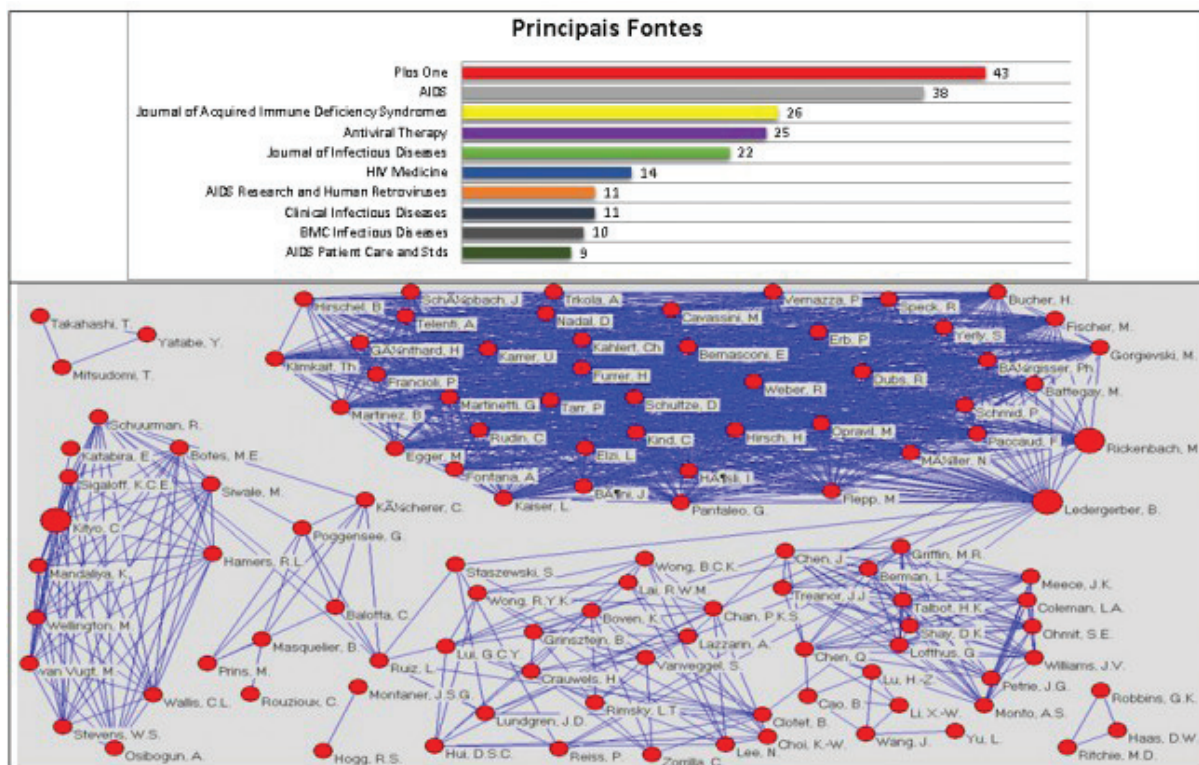 Principais Fontes
Plos One 43
AIDS 38
Journal of Acquired Immune Deficiency Syndromes 26
Antiviral Therapy 25
Journal of Infectious Diseases 22
HIV Medicine 14
AIDS Research and Human Retroviruses 11
Clinical Infectious Diseases 11
BMC Infectious Diseases 10
AIDS Patient Care and Stds 9
Takahashi, T.
Yatabe, Y.
Mitsudomi, T.
Hirschel, B.
SchÃ¼pbach, J.
Trkola, A.
Vernazza, P.
Speck, R.
Bucher, H.
Telenti, A.
Nadal, D.
Cavassini, M.
Erb, P.
Yerly, S.
Fischer, M.
GÃ¼nthard, H
Karrer, U
Kahlert, Ch
Bernasconi, E
Gorgievski, M.
Klimkait, Th
Francioli, P
Furrer, H
Weber, R.
Dubs, R.
BÃ¼rgisser, Ph
Battegay, M.
Martinez, B
Martinetti, G
Tarr, P
Schultze, D
Schmid, P.
Rudin, C
Kind, C
Hirsch, H
Opravil, M
Paccaud, F
Rickenbach, M.
Egger, M
Elzi, L
MÃ¼ller, N
Fontana, A.
HÃ¶sli, I
Kaiser, L
BÃ¶ni, J.
Pantaleo, G.
Flepp, M.
Ledergerber, B.
Schuurman, R.
Katabira, E.
Botes, M.E.
Sigaloff, K.C.E.
Siwale, M.
Kityo, C
KÃ¼cherer, C.
Poggensee, G.
Mandaliya, K.
Hamers, R.L.
Wellington, M
Balotta, C.
Masquelier, B.
van Vugt, M
Prins, M.
Ruiz, L
Wallis, C.L.
Rouzioux, C.
Montaner, J.S.G.
Stevens, W.S.
Osibogun, A.
Hogg, R.S.
Staszewski, S.
Wong, B.C.K.
Chen, J
Griffin, M.R.
Wong, R.Y.K.
Lai, R.W.M.
Treanor, J.J
Berman, L
Meece, J.K.
Boven, K.
Chan, P.K.S.
Talbot, H.K.
Coleman, L.A.
Lui, G.C.Y.
Grinsztejn, B.
Lazzarin, A.
Shay, D.K
Lofthus, G
Ohmit, S.E.
Crauwels, H
Vanveggel, S.
Chen, Q
Williams, J.V.
Lu, H.-Z.
Petrie, J.G.
Lundgren, J.D.
Rimsky, L.T.
Cao, B.
Li, X.-W.
Monto, A.S.
Robbins, G.K.
Clotet, B.
Hui, D.S.C.
Reiss, P.
Zorrilla, C.
Lee, N.
Choi, K.-W.
Wang, J.
Yu, L.
Haas, D.W
Ritchie, M.D.